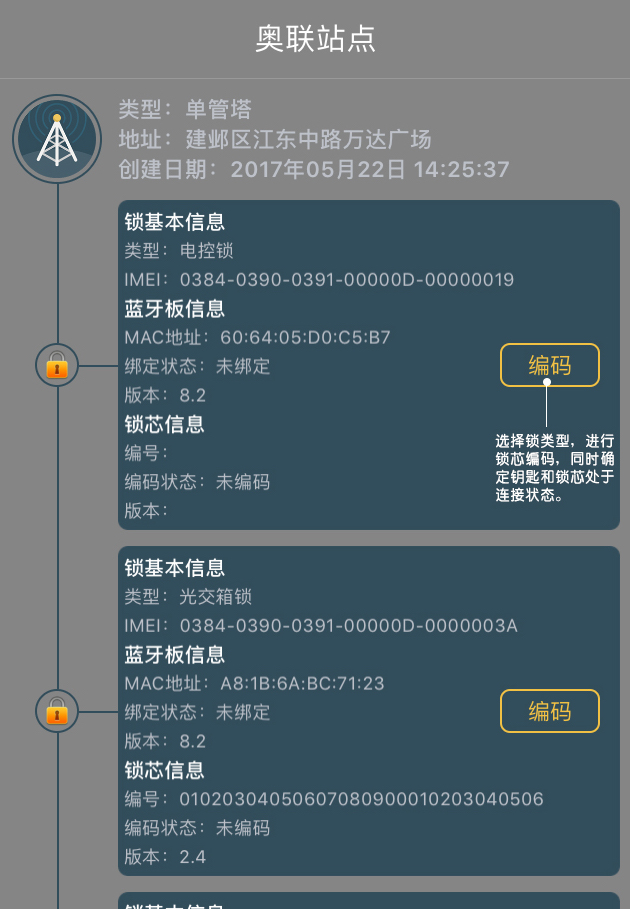 奥联站点
类型：单管塔
地址：建邺区江东中路万达广场
创建日期：2017年05月22日 14:25:37
锁基本信息
类型：电控锁
IMEI：0384-0390-0391-00000D-00000019
蓝牙板信息
MAC地址：60:64:05:D0:C5:B7
绑定状态：未绑定
版本：8.2
锁芯信息
编号：
编码状态：未编码
版本：
编码
选择锁类型，进行
锁芯编码，同时确
定钥匙和锁芯处于
连接状态。
锁基本信息
类型：光交箱锁
IMEI：0384-0390-0391-00000D-0000003A
蓝牙板信息
MAC地址：A8:1B:6A:BC:71:23
绑定状态：未绑定
版本：8.2
锁芯信息
编号：01020304050607080900010203040506
编码状态：未编码
版本：2.4
编码
锁基本信息